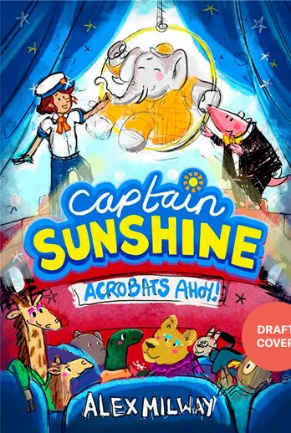 captain
SUNSHINE
ACROBATS AHOY!
DRAFT
COVER
ALEX MILWAY